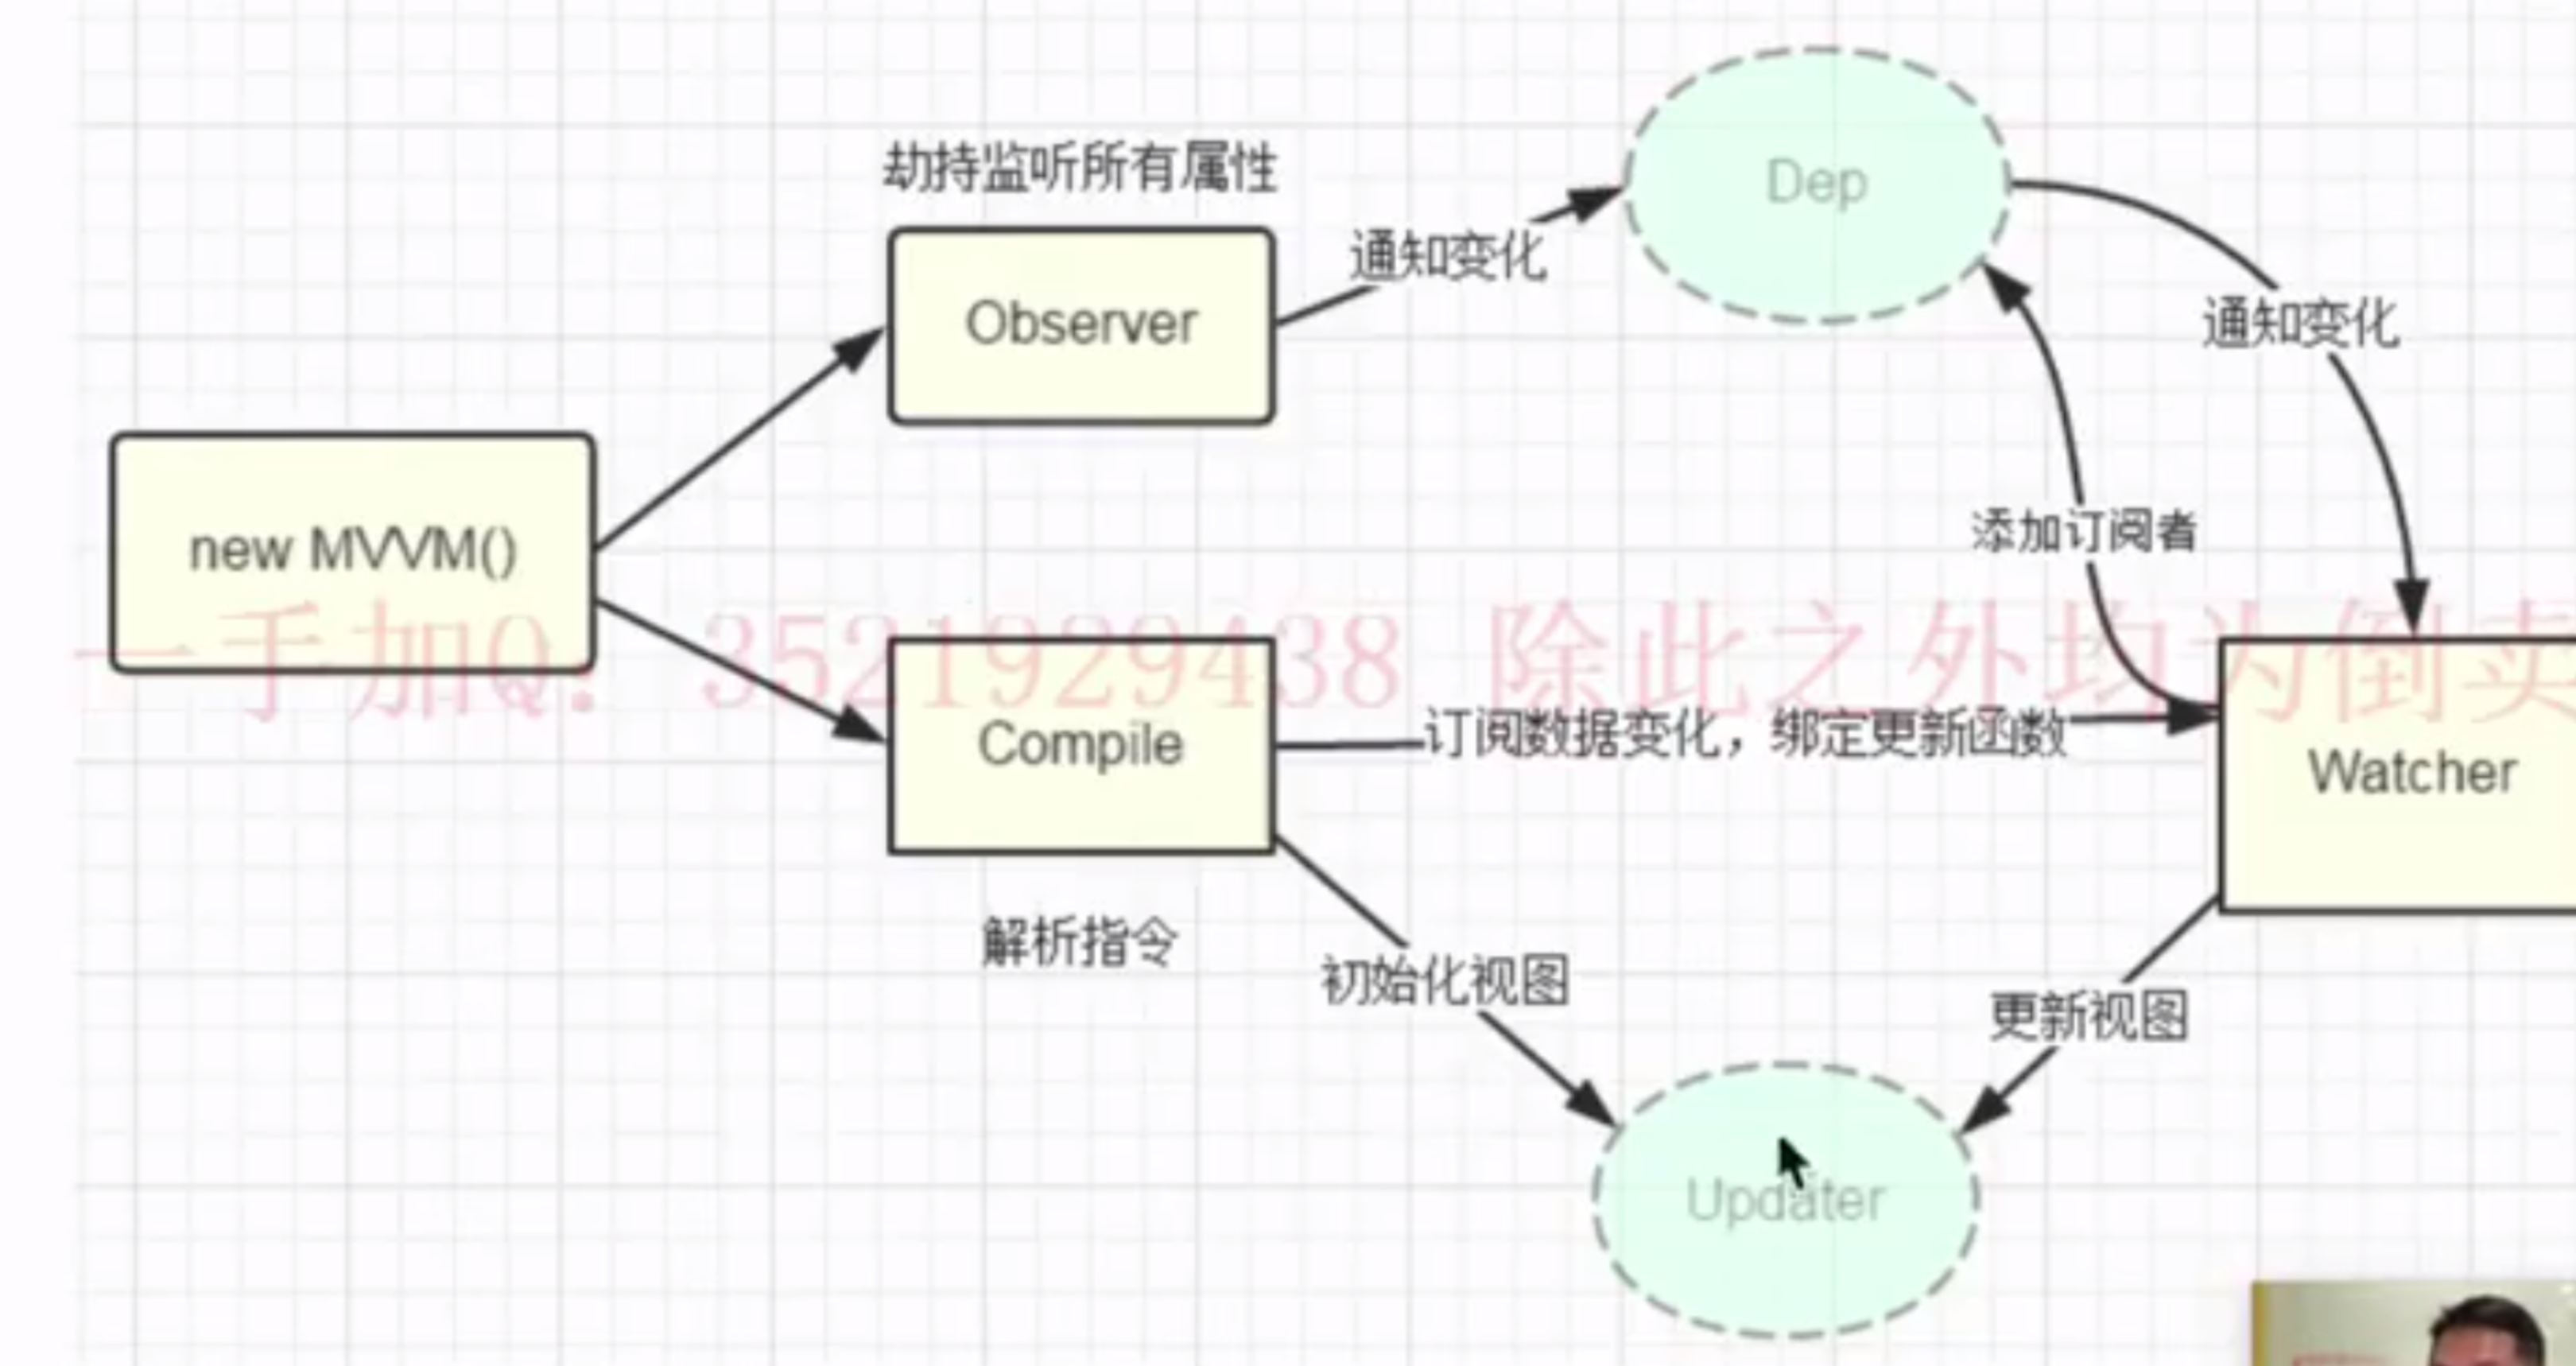 劫持监听所有属性
Dep
通知变化
Observer
通知变化
new MVVM()
添加订阅者
一手加Q: 3521929438 除此之外均为倒卖
Compile
订阅数据变化，绑定更新函数
Watcher
解析指令
初始化视图
更新视图
Updater